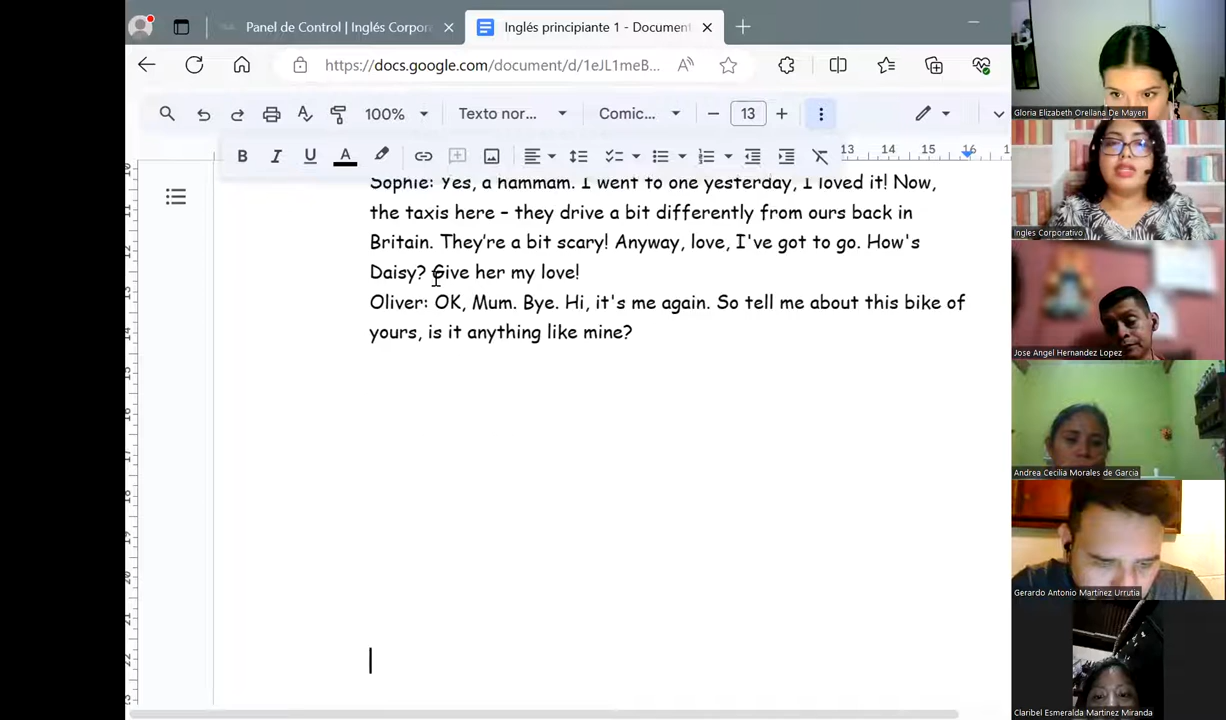 Panel de Control | Inglés Corpor
Inglés principiante 1 - Document
https://docs.google.com/document/d/1eJL1meB...
100%
Texto nor...
Comic...
13
13 14 15 16 1
Sophie: Yes, a hammam. I went to one yesterday, I loved it! Now,
the taxis here – they drive a bit differently from ours back in
Britain. They're a bit scary! Anyway, love, I've got to go. How's
Daisy? Give her my love!
Oliver: OK, Mum. Bye. Hi, it's me again. So tell me about this bike of
yours, is it anything like mine?
Gloria Elizabeth Orellana De Mayen
Ingles Corporativo
Jose Angel Hernandez Lopez
Andrea Cecilia Morales de Garcia
Gerardo Antonio Martinez Urrutia
Claribel Esmeralda Martinez Miranda